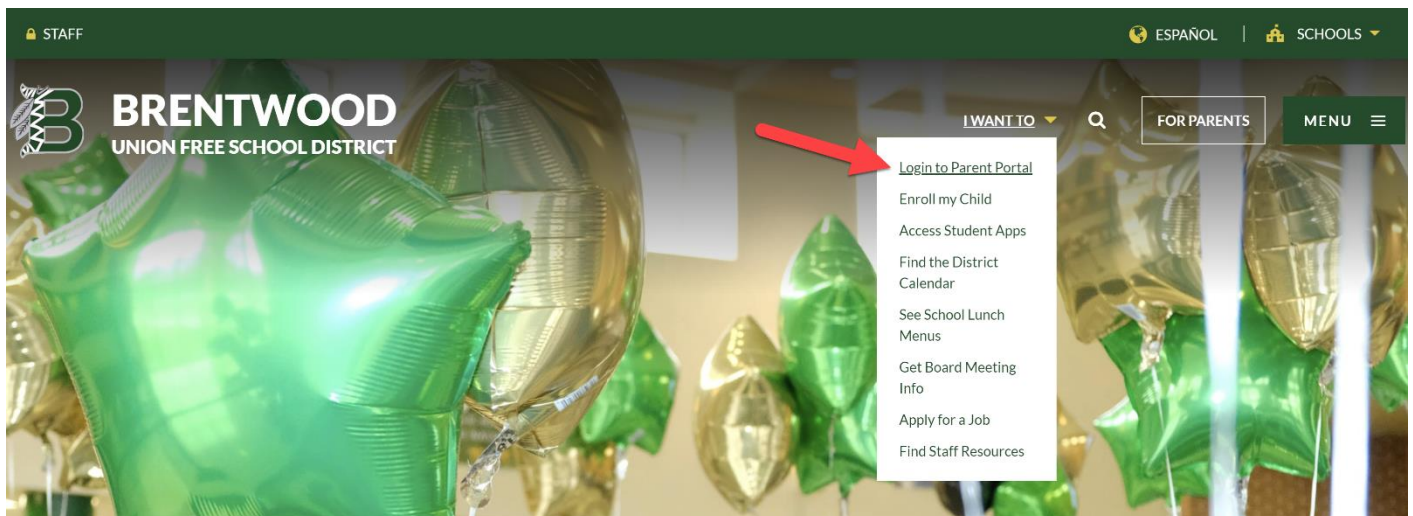 STAFF
ESPAÑOL | SCHOOLS
BRENTWOOD
UNION FREE SCHOOL DISTRICT
I WANT TO
FOR PARENTS
MENU
Login to Parent Portal
Enroll my Child
Access Student Apps
Find the District
Calendar
See School Lunch
Menus
Get Board Meeting
Info
Apply for a Job
Find Staff Resources